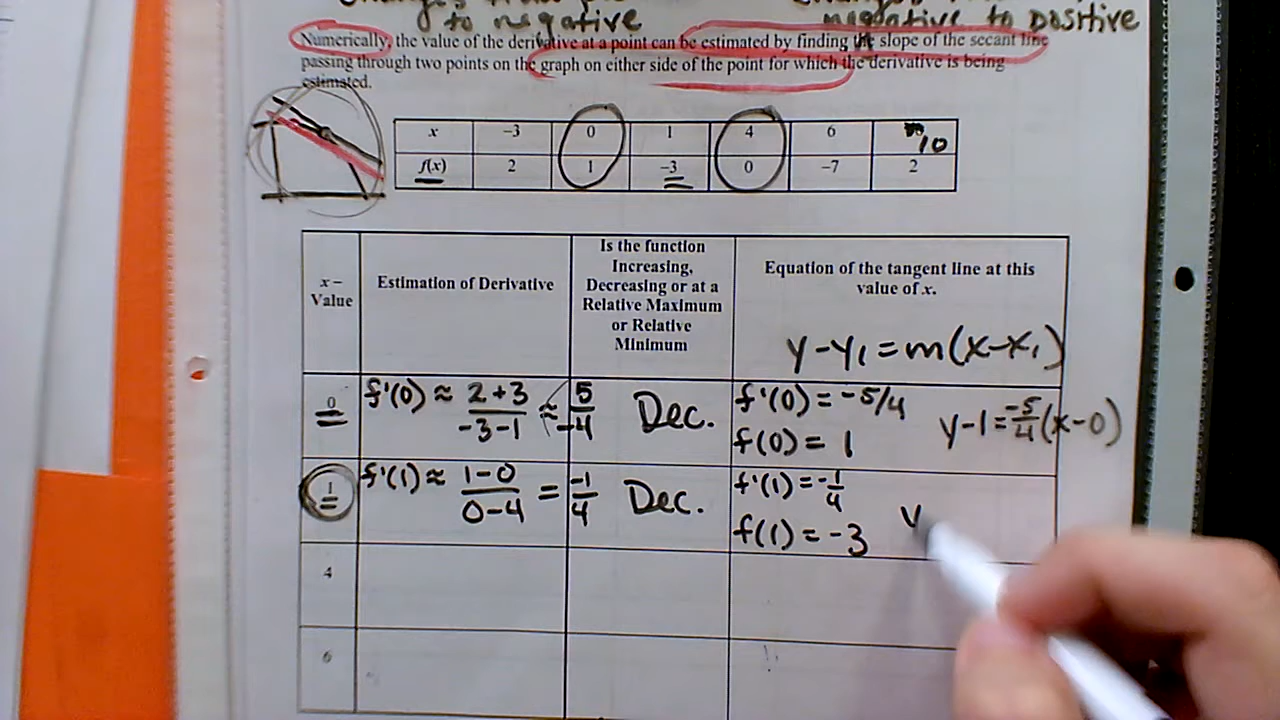 to negative
negative to positive
Numerically, the value of the derivative at a point can be estimated by finding the slope of the secant line
passing through two points on the graph on either side of the point for which the derivative is being
estimated.
x −3 0 1 4 6 10
f(x) 2 1 −3 0 −7 2
x – Value
Estimation of Derivative
Is the function
Increasing,
Decreasing or at a
Relative Maximum
or Relative
Minimum
Equation of the tangent line at this
value of x.
y-y₁=m(x-x₁)
0 f'(0) ≈ 2+3/-3-1 ≈ 5/-4 Dec. f'(0) = -5/4
f(0) = 1 y-1=-5/4(x-0)
1 f'(1) ≈ 1-0/0-4 = -1/4 Dec. f'(1) = -1/4
f(1) = -3 y
4
6